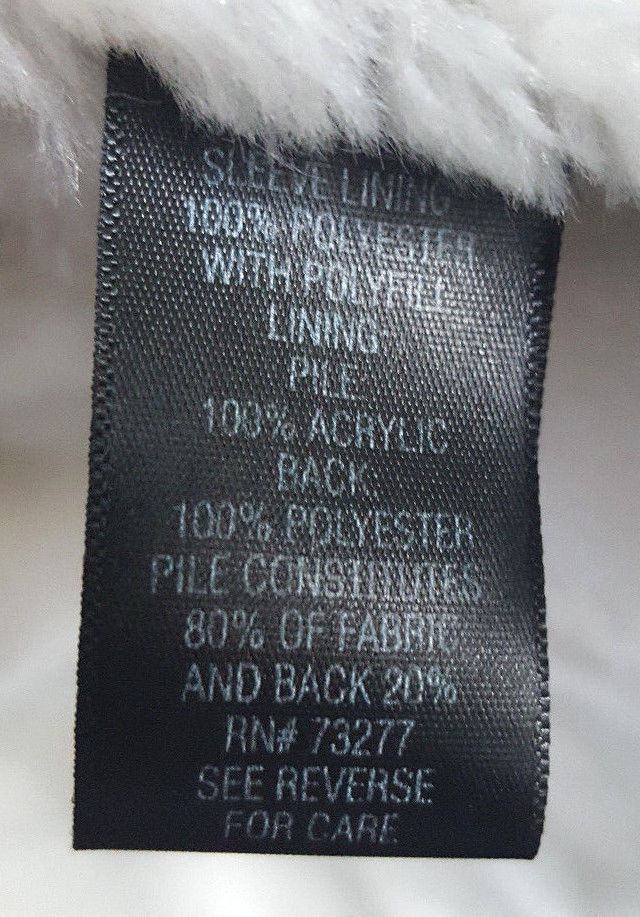 SLEEVE LINING
100% POLYESTER
WITH POLYFILL
LINING
PILE
100% ACRYLIC
BACK
100% POLYESTER
PILE CONSTITUTES
80% OF FABRIC
AND BACK 20%
RN# 73277
SEE REVERSE
FOR CARE